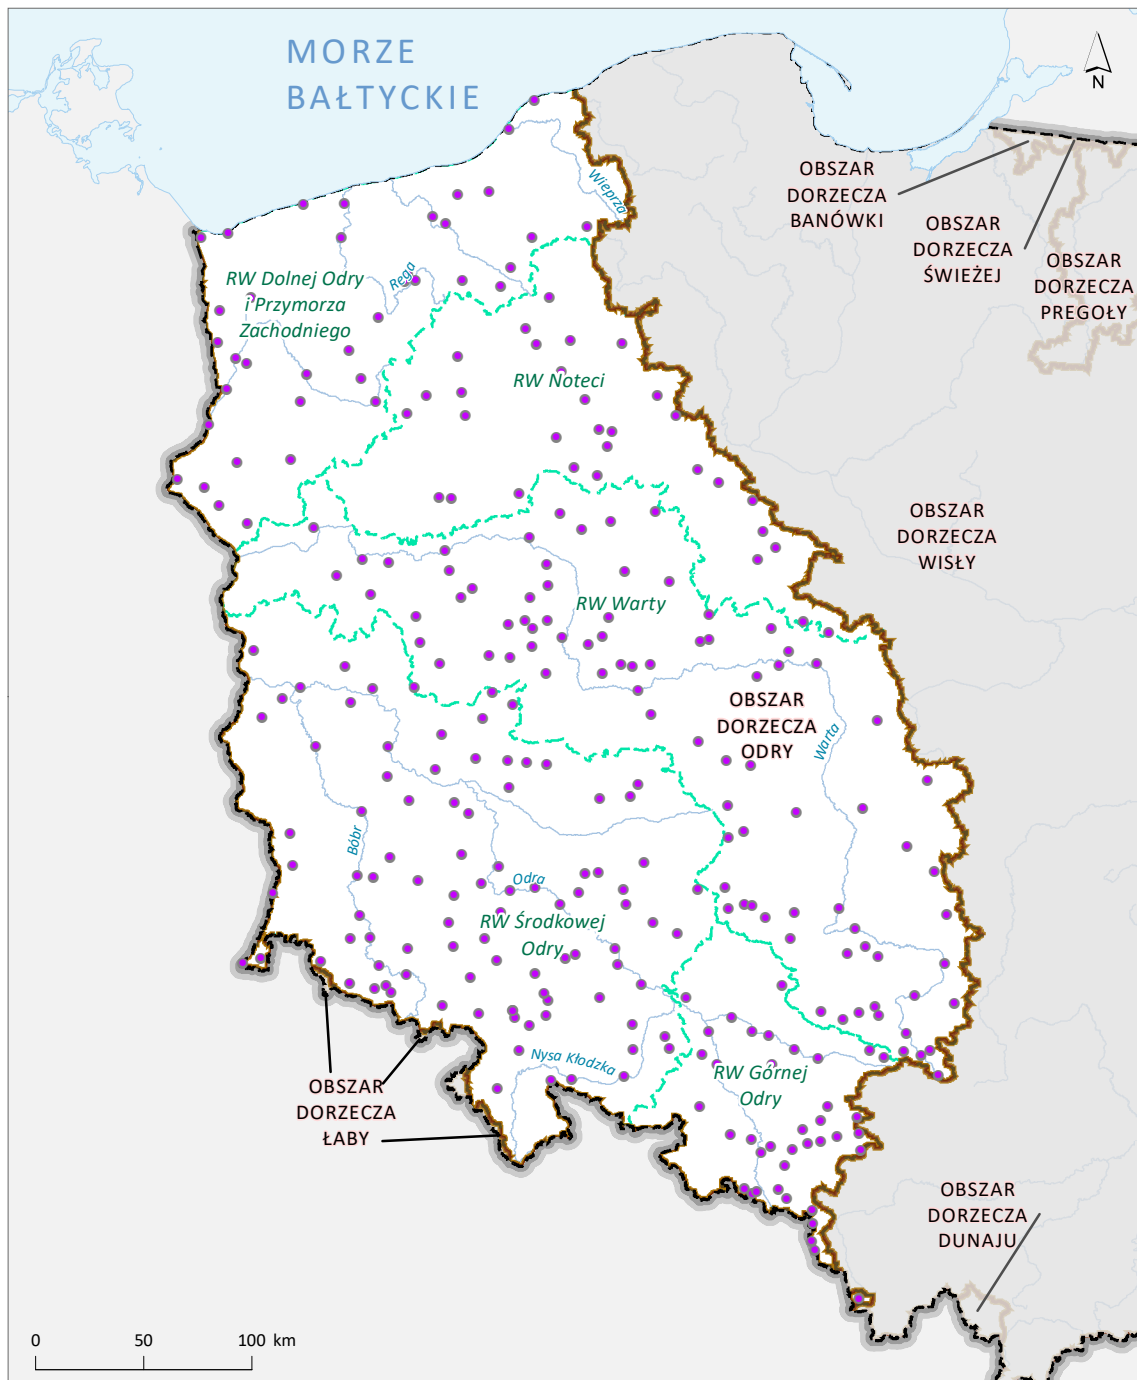 MORZE
BAŁTYCKIE
N
OBSZAR
DORZECZA
BANÓWKI
OBSZAR
DORZECZA
ŚWIEŻEJ
OBSZAR
DORZECZA
PREGOŁY
Wieprza
Rega
RW Dolnej Odry
i Przymorza
Zachodniego
RW Noteci
OBSZAR
DORZECZA
WISŁY
RW Warty
OBSZAR
DORZECZA
ODRY
Warta
Bóbr
Odra
RW Środkowej
Odry
Nysa Kłodzka
RW Górnej
Odry
OBSZAR
DORZECZA
ŁABY
OBSZAR
DORZECZA
DUNAJU
0 50 100 km